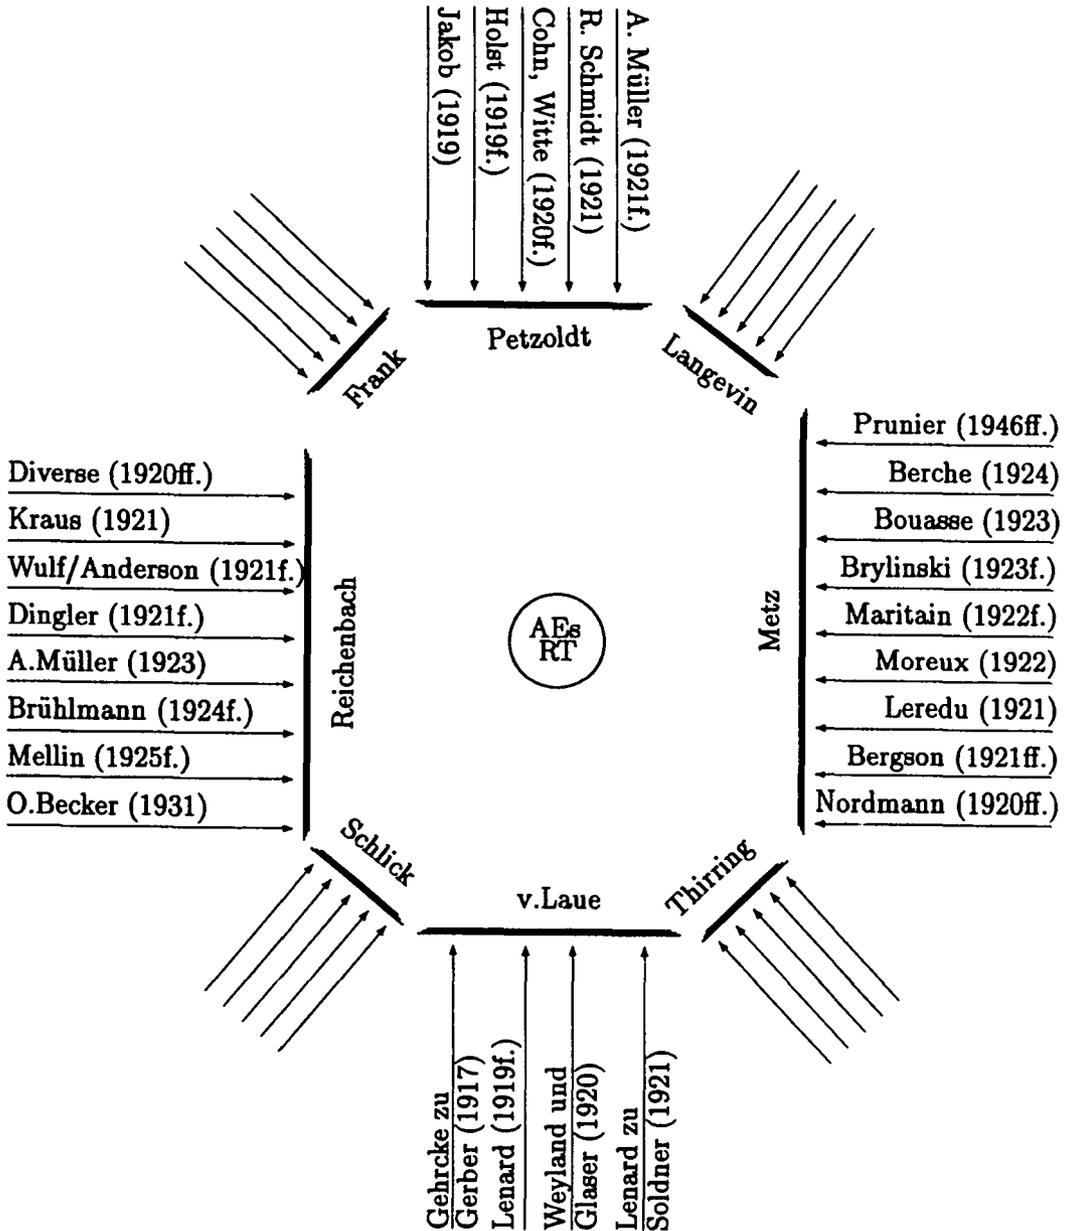 Jakob (1919)
Holst (1919f.)
Cohn, Witte (1920f.)
R. Schmidt (1921)
A. Müller (1921f.)
Petzoldt
Frank
Langevin
Diverse (1920ff.)
Kraus (1921)
Wulf/Anderson (1921f.)
Dingler (1921f.)
A.Müller (1923)
Brühlmann (1924f.)
Mellin (1925f.)
O.Becker (1931)
Reichenbach
AEs
RT
Metz
Prunier (1946ff.)
Berche (1924)
Bouasse (1923)
Brylinski (1923f.)
Maritain (1922f.)
Moreux (1922)
Leredu (1921)
Bergson (1921ff.)
Nordmann (1920ff.)
Schlick
v.Laue
Thirring
Gehrcke zu
Gerber (1917)
Lenard (1919f.)
Weyland und
Glaser (1920)
Lenard zu
Soldner (1921)